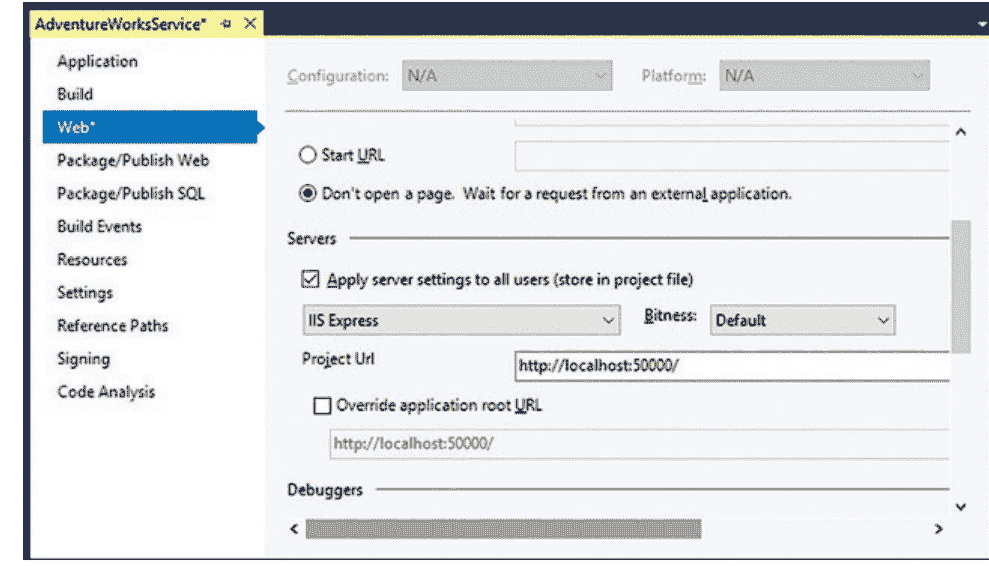 AdventureWorksService*
Application
Build
Web*
Package/Publish Web
Package/Publish SQL
Build Events
Resources
Settings
Reference Paths
Signing
Code Analysis
Configuration: N/A Platform: N/A
Start URL
Don't open a page. Wait for a request from an external application.
Servers
Apply server settings to all users (store in project file)
IIS Express Bitness: Default
Project Url http://localhost:50000/
Override application root URL
http://localhost:50000/
Debuggers